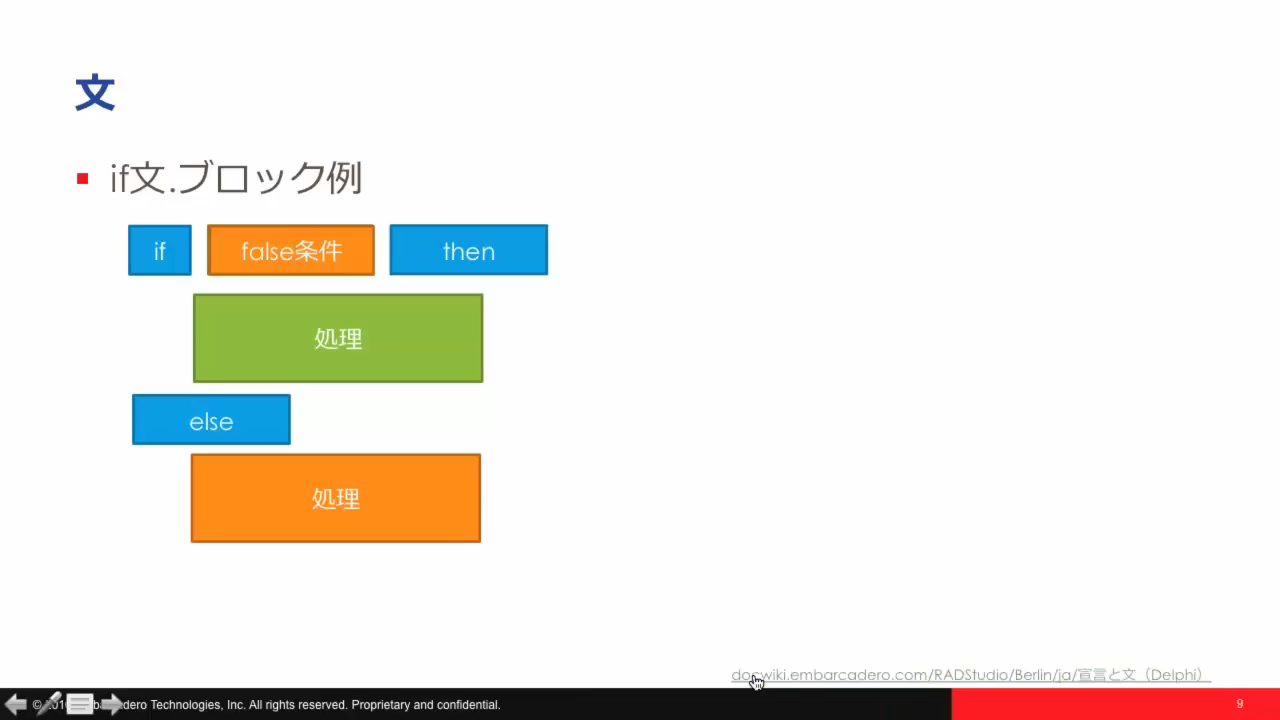 文
if文.ブロック例
if false条件 then
処理
else
処理
docwiki.embarcadero.com/RADStudio/Berlin/ja/宣言と文（Delphi）
Technologies, Inc. All rights reserved. Proprietary and confidential.
9